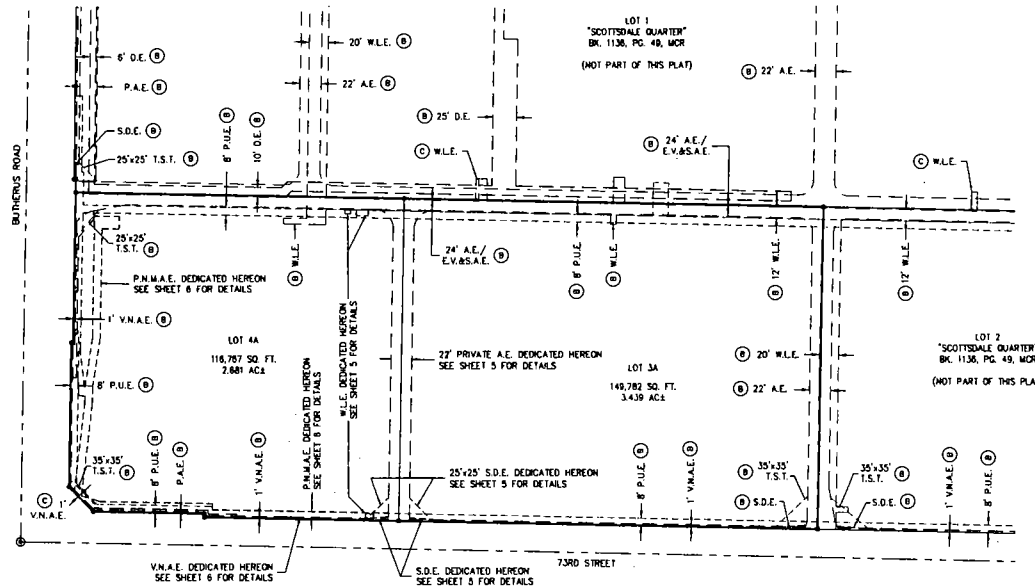 LOT 1
"SCOTTSDALE QUARTER"
BK. 1136, PG. 49, MCR
(NOT PART OF THIS PLAT)
20' W.L.E. B
22' A.E. B
6' D.E. B
P.A.E. B
S.D.E. B
25'x25' T.S.T. B
8' P.U.E. B
10' D.E. B
B 25' D.E.
C W.L.E.
B 22' A.E.
B 24' A.E./
E.V.&S.A.E.
C W.L.E.
BUTHERUS ROAD
25'x25'
T.S.T. B
P.N.M.A.E. DEDICATED HEREON
SEE SHEET 6 FOR DETAILS
1' V.N.A.E. B
B W.L.E.
24' A.E./
E.V.&S.A.E. B
B 8' P.U.E.
B W.L.E.
B 12' W.L.E.
B 12' W.L.E.
LOT 4A
116,767 SQ. FT.
2.681 AC±
8' P.U.E. B
W.L.E. DEDICATED HEREON
SEE SHEET 5 FOR DETAILS
22' PRIVATE A.E. DEDICATED HEREON
SEE SHEET 5 FOR DETAILS
LOT 3A
149,782 SQ. FT.
3.439 AC±
B 20' W.L.E.
B 22' A.E.
LOT 2
"SCOTTSDALE QUARTER
BK. 1136, PG. 49, MCR
(NOT PART OF THIS PLA
P.N.M.A.E. DEDICATED HEREON
SEE SHEET 6 FOR DETAILS
35'x35'
T.S.T. B
8' P.U.E. B
P.A.E. B
1' V.N.A.E. B
25'x25' S.D.E. DEDICATED HEREON
SEE SHEET 5 FOR DETAILS
8' P.U.E. B
1' V.N.A.E. B
B 35'x35'
T.S.T.
35'x35'
T.S.T. B
B S.D.E.
S.D.E. B
1' V.N.A.E. B
8' P.U.E. B
C 1'
V.N.A.E.
V.N.A.E. DEDICATED HEREON
SEE SHEET 6 FOR DETAILS
S.D.E. DEDICATED HEREON
SEE SHEET 5 FOR DETAILS
73RD STREET